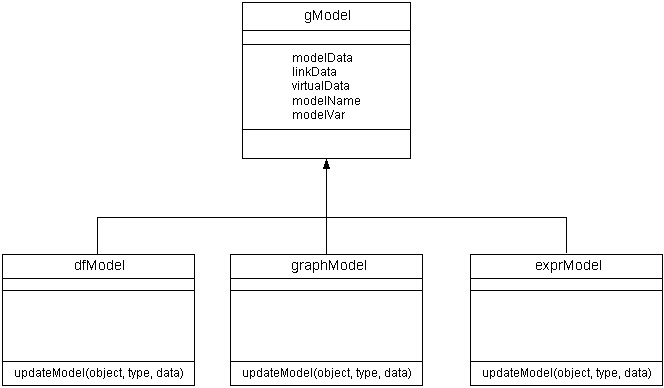 gModel
modelData
linkData
virtualData
modelName
modelVar
dfModel
graphModel
exprModel
updateModel(object, type, data)
updateModel(object, type, data)
updateModel(object, type, data)